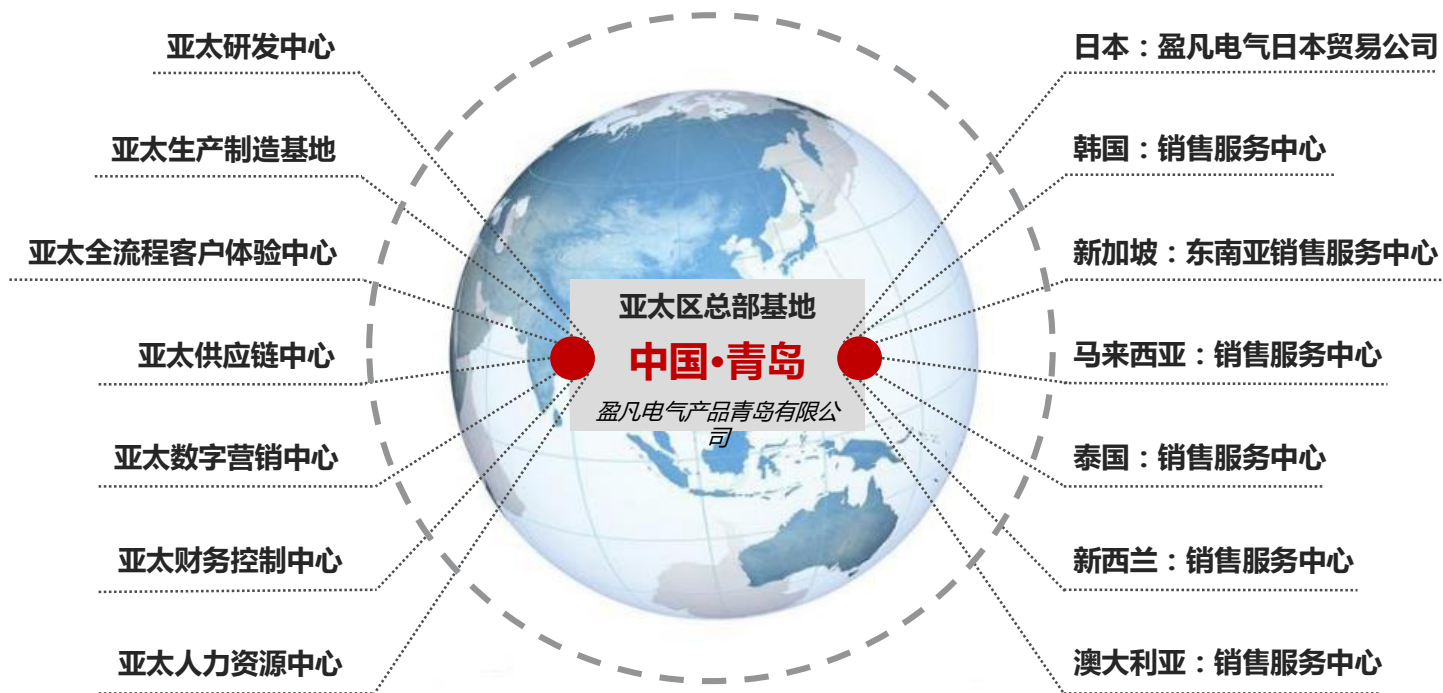 亚太研发中心
亚太生产制造基地
亚太全流程客户体验中心
亚太供应链中心
亚太数字营销中心
亚太财务控制中心
亚太人力资源中心
亚太区总部基地
中国•青岛
盈凡电气产品青岛有限公
司
日本：盈凡电气日本贸易公司
韩国：销售服务中心
新加坡：东南亚销售服务中心
马来西亚：销售服务中心
泰国：销售服务中心
新西兰：销售服务中心
澳大利亚：销售服务中心